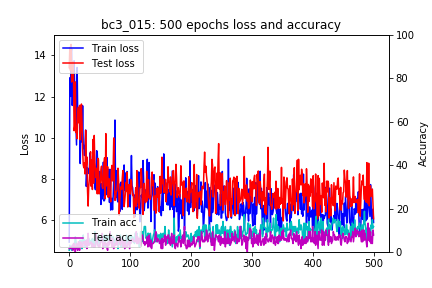 bc3_015: 500 epochs loss and accuracy
Train loss
Test loss
Train acc
Test acc
Loss
14
12
10
8
6
Accuracy
100
80
60
40
20
0
0
100
200
300
400
500